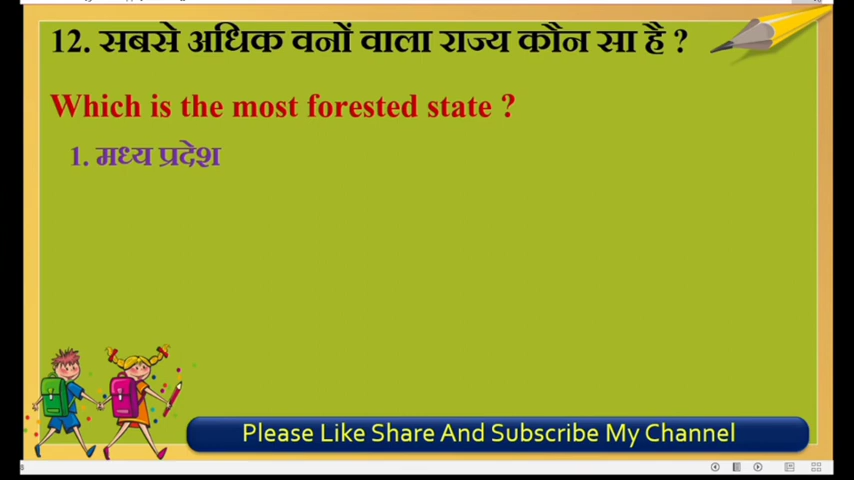 12. सबसे अधिक वनों वाला राज्य कौन सा है ?
Which is the most forested state ?
1. मध्य प्रदेश
Please Like Share And Subscribe My Channel